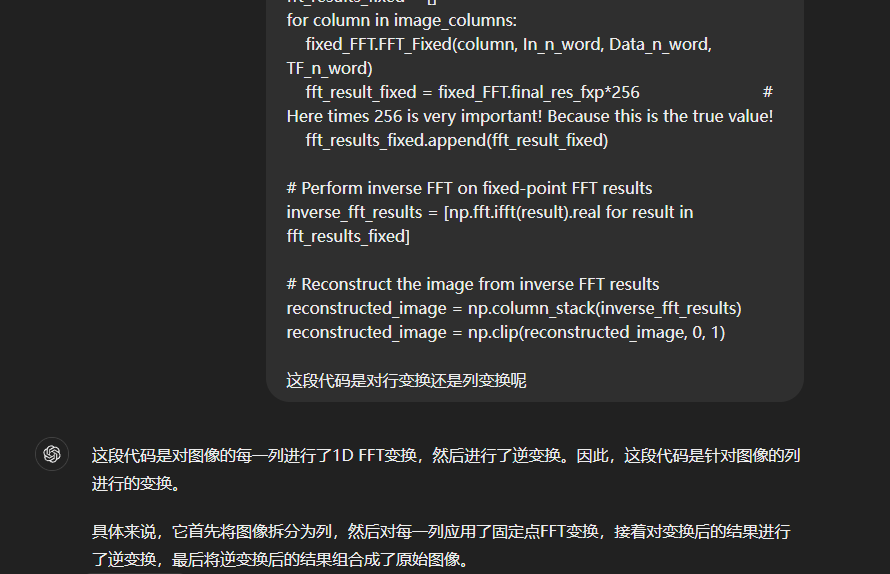 for column in image_columns:
fixed_FFT.FFT_Fixed(column, In_n_word, Data_n_word,
TF_n_word)
fft_result_fixed = fixed_FFT.final_res_fxp*256 #
Here times 256 is very important! Because this is the true value!
fft_results_fixed.append(fft_result_fixed)
# Perform inverse FFT on fixed-point FFT results
inverse_fft_results = [np.fft.ifft(result).real for result in
fft_results_fixed]
# Reconstruct the image from inverse FFT results
reconstructed_image = np.column_stack(inverse_fft_results)
reconstructed_image = np.clip(reconstructed_image, 0, 1)
这段代码是对行变换还是列变换呢
这段代码是对图像的每一列进行了1D FFT变换，然后进行了逆变换。因此，这段代码是针对图像的列
进行的变换。
具体来说，它首先将图像拆分为列，然后对每一列应用了固定点FFT变换，接着对变换后的结果进行
了逆变换，最后将逆变换后的结果组合成了原始图像。